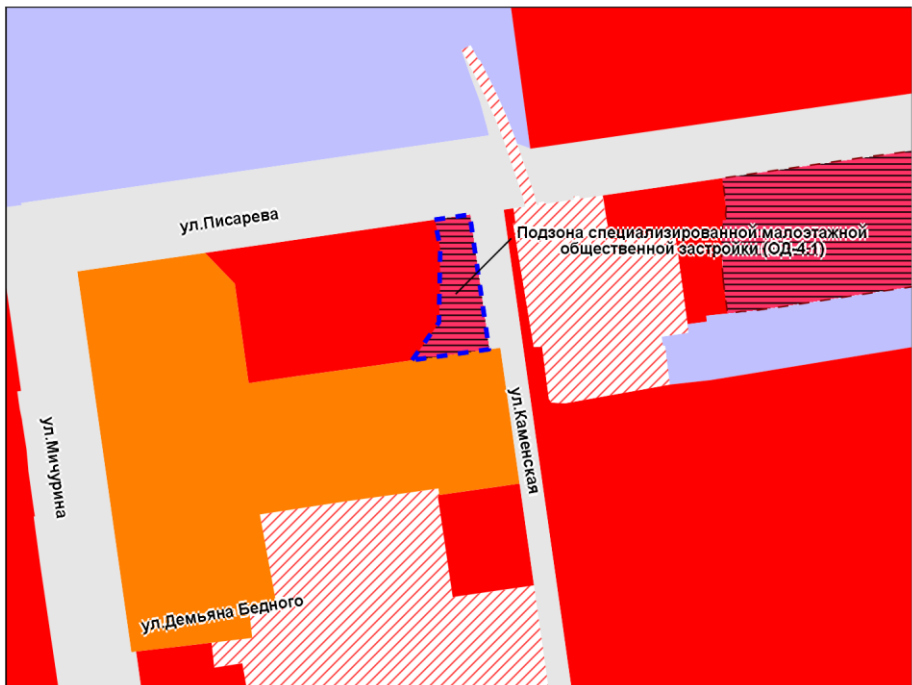 ул.Писарева
Подзона специализированной малоэтажной
общественной застройки (ОД-4.1)
ул.Мичурина
ул.Каменская
ул.Демьяна Бедного